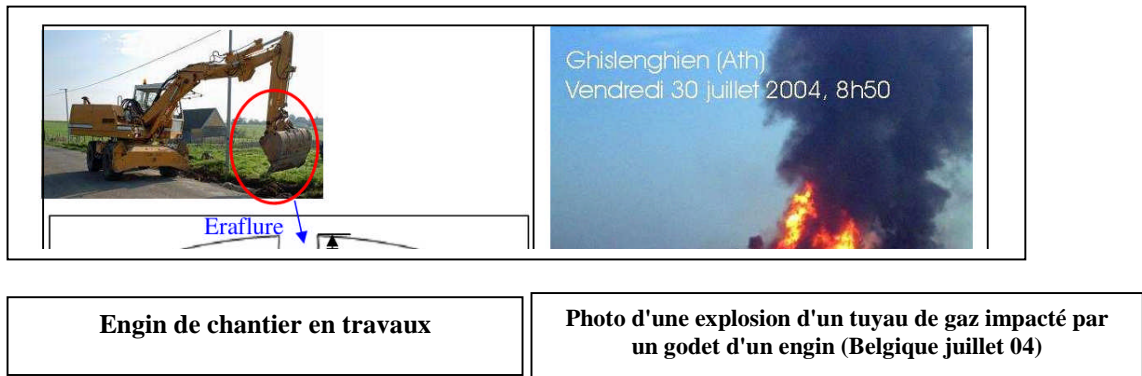 Ghislenghien (Ath)
Vendredi 30 juillet 2004, 8h50
Eraflure
Engin de chantier en travaux
Photo d'une explosion d'un tuyau de gaz impacté par
un godet d'un engin (Belgique juillet 04)